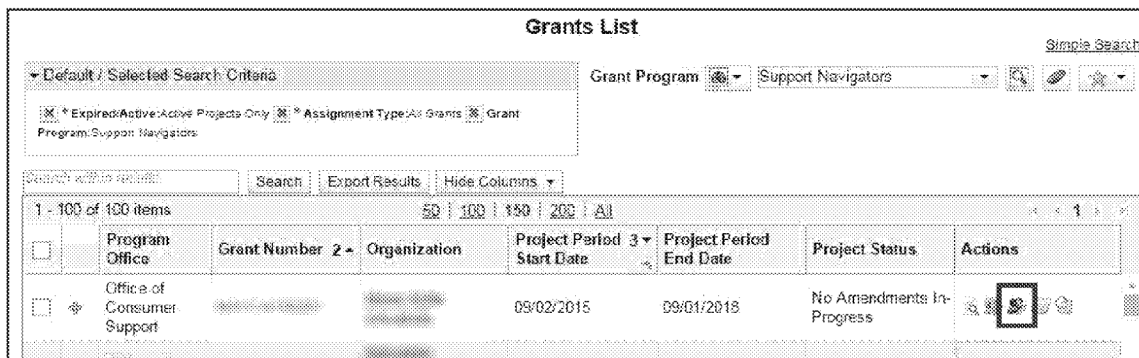 Grants List
Simple Search
Default / Selected Search Criteria
Grant Program
Support Navigators
* Expired/Active:Active Projects Only * Assignment Type:All Grants Grant
Program:Support Navigators
Search within results
Search
Export Results
Hide Columns
1 - 100 of 100 items
50 | 100 | 150 | 200 | All
1
Program
Office
Grant Number 2
Organization
Project Period 3
Start Date
Project Period
End Date
Project Status
Actions
Office of
Consumer
Support
09/02/2015
09/01/2018
No Amendments In-
Progress